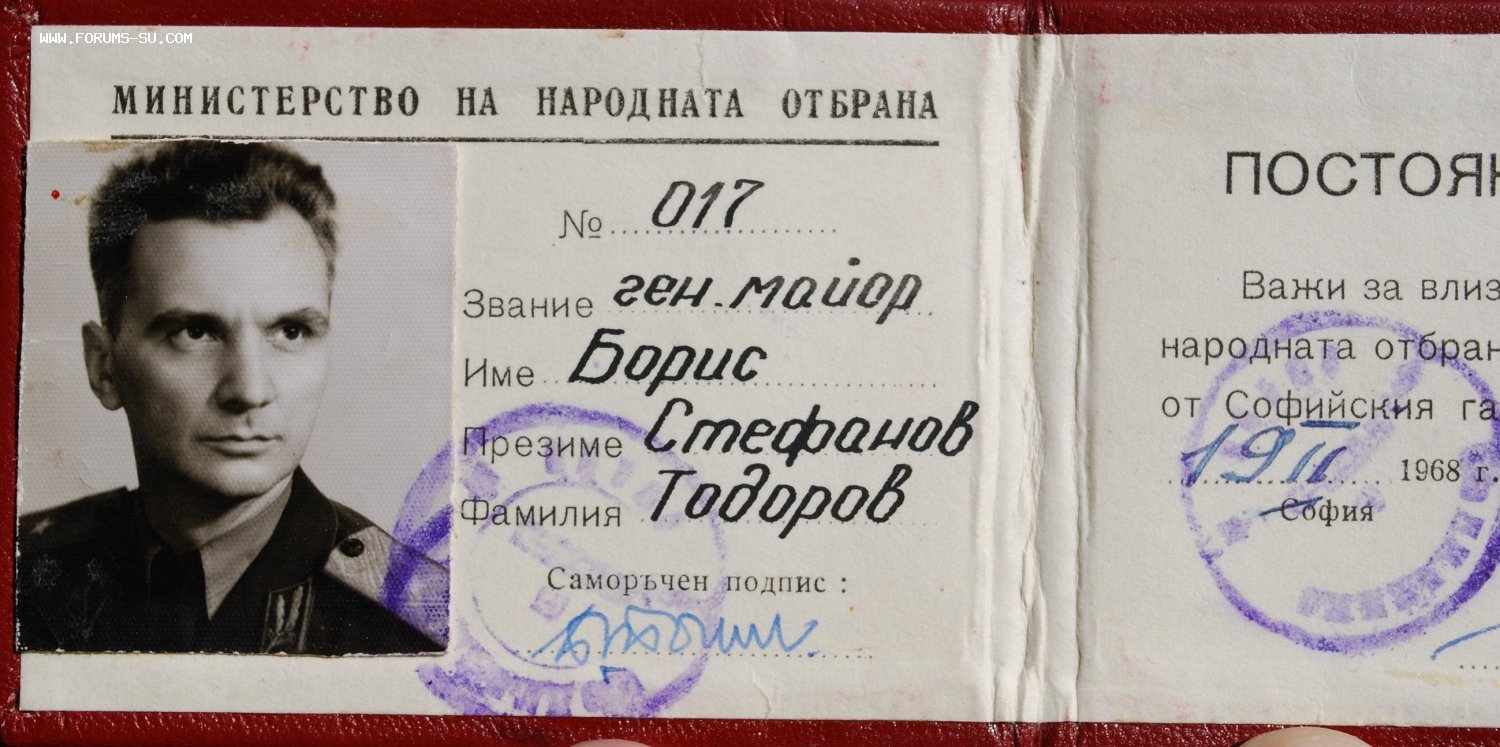 WWW.FORUMS-SU.COM
МИНИСТЕРСТВО НА НАРОДНАТА ОТБРАНА
№ 017
Звание ген. майор
Име Борис
Презиме Стефанов
Фамилия Тодоров
Саморъчен подпис :
ПОСТОЯН
Важи за влиз
народната отбран
от Софийския га
19 II 1968 г.
София